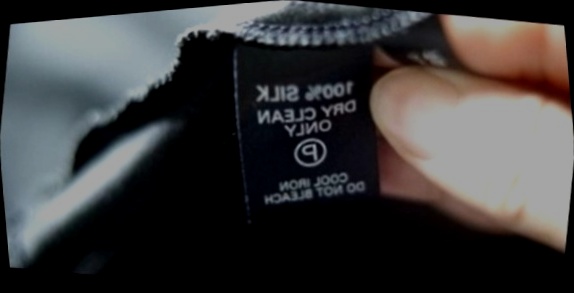 100% SILK
DRY CLEAN
ONLY
P
COOL IRON
DO NOT BLEACH